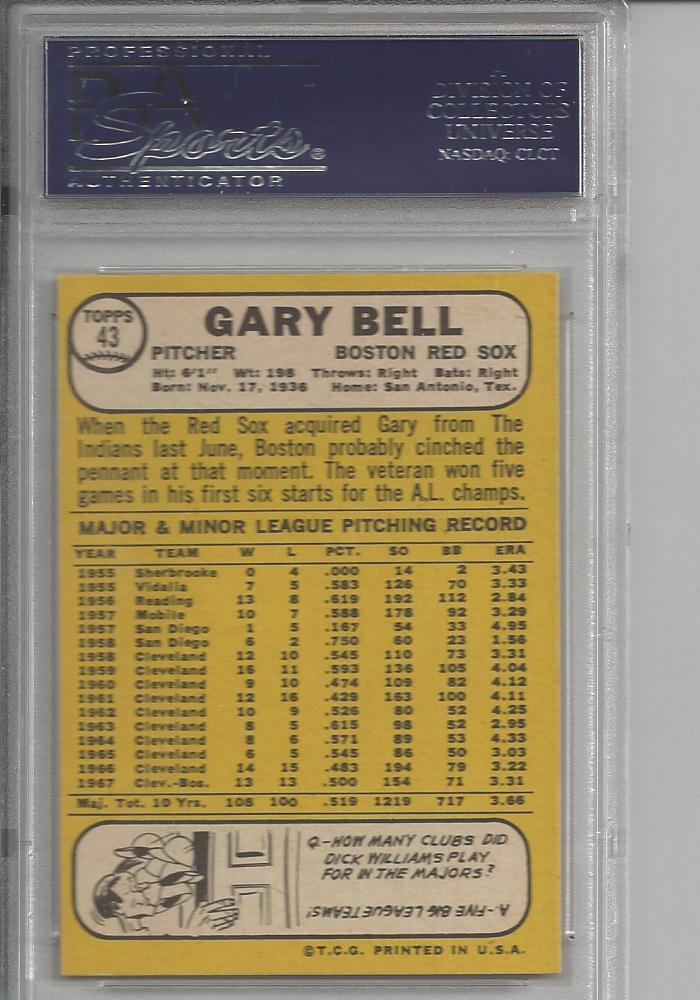 PROFESSIONAL
PSA
Sports®
AUTHENTICATOR
A
DIVISION OF
COLLECTORS
UNIVERSE
NASDAQ: CLCT
TOPPS
43
GARY BELL
PITCHER BOSTON RED SOX
Ht: 6'1" Wt: 198 Throws: Right Bats: Right
Born: Nov. 17, 1936 Home: San Antonio, Tex.
When the Red Sox acquired Gary from The
Indians last June, Boston probably cinched the
pennant at that moment. The veteran won five
games in his first six starts for the A.L. champs.
MAJOR & MINOR LEAGUE PITCHING RECORD
YEAR TEAM W L PCT. SO BB ERA
1955 Sherbrooke 0 4 .000 14 2 3.43
1955 Vidalia 7 5 .583 126 70 3.33
1956 Reading 13 8 .619 192 112 2.84
1957 Mobile 10 7 .588 178 92 3.29
1957 San Diego 1 5 .167 54 33 4.95
1958 San Diego 6 2 .750 60 23 1.56
1958 Cleveland 12 10 .545 110 73 3.31
1959 Cleveland 16 11 .593 136 105 4.04
1960 Cleveland 9 10 .474 109 82 4.12
1961 Cleveland 12 16 .429 163 100 4.11
1962 Cleveland 10 9 .526 80 52 4.25
1963 Cleveland 8 5 .615 98 52 2.95
1964 Cleveland 8 6 .571 89 53 4.33
1965 Cleveland 6 5 .545 86 50 3.03
1966 Cleveland 14 15 .483 194 79 3.22
1967 Clev.-Bos. 13 13 .500 154 71 3.31
Maj. Tot. 10 Yrs. 108 100 .519 1219 717 3.66
Q.-HOW MANY CLUBS DID
DICK WILLIAMS PLAY
FOR IN THE MAJORS?
A.-FIVE BIG LEAGUE TEAMS!
©T.C.G. PRINTED IN U.S.A.